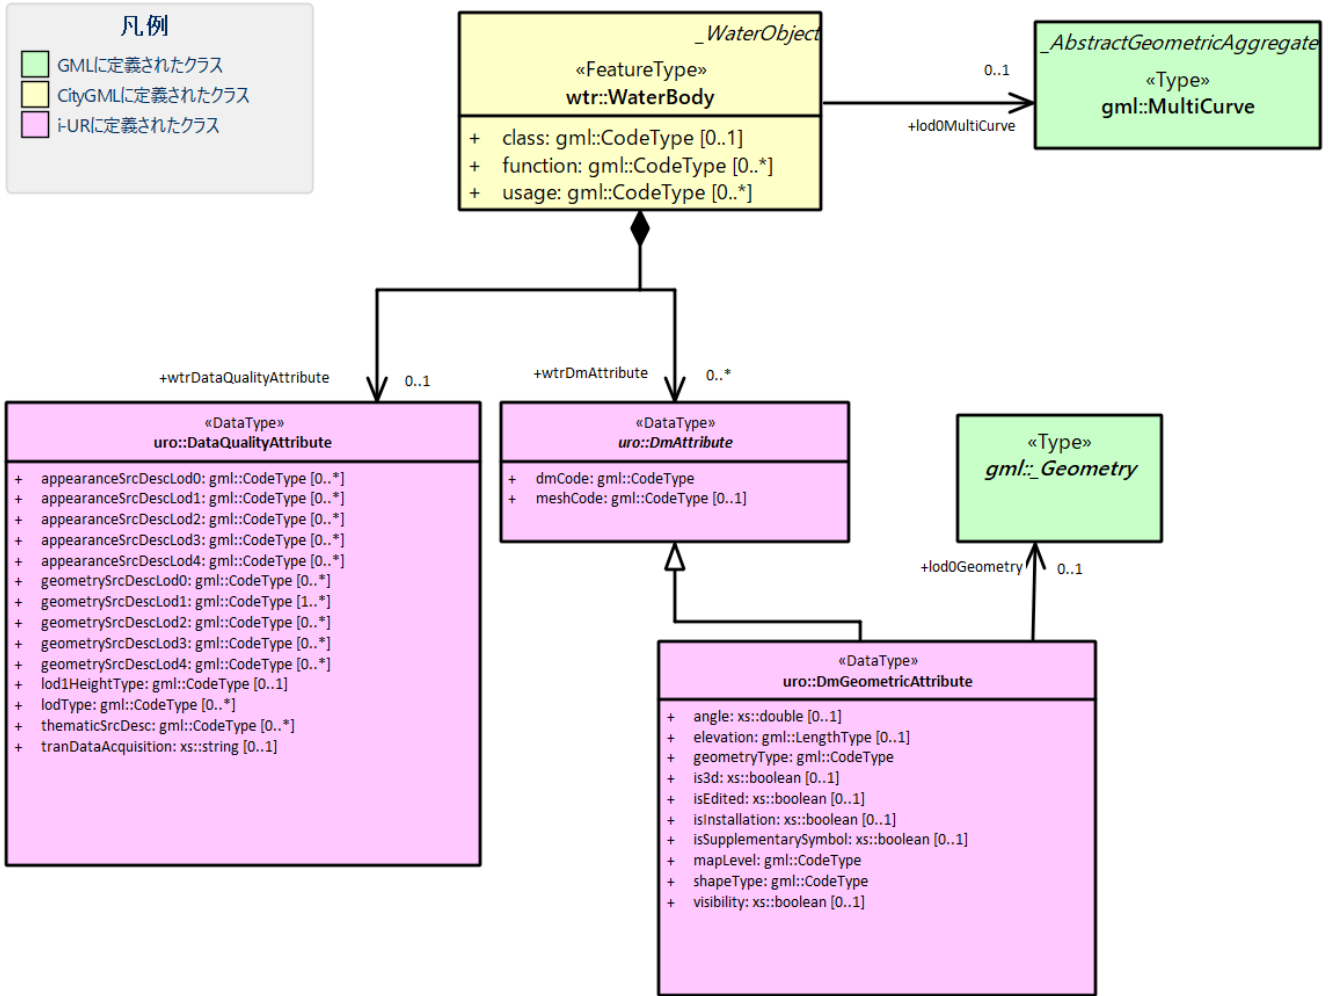 凡例
GMLに定義されたクラス
CityGMLに定義されたクラス
i-URに定義されたクラス
_WaterObject
«FeatureType»
wtr::WaterBody
+ class: gml::CodeType [0..1]
+ function: gml::CodeType [0..*]
+ usage: gml::CodeType [0..*]
0..1
+lod0MultiCurve
_AbstractGeometricAggregate
«Type»
gml::MultiCurve
+wtrDataQualityAttribute
0..1
+wtrDmAttribute
0..*
«DataType»
uro::DataQualityAttribute
+ appearanceSrcDescLod0: gml::CodeType [0..*]
+ appearanceSrcDescLod1: gml::CodeType [0..*]
+ appearanceSrcDescLod2: gml::CodeType [0..*]
+ appearanceSrcDescLod3: gml::CodeType [0..*]
+ appearanceSrcDescLod4: gml::CodeType [0..*]
+ geometrySrcDescLod0: gml::CodeType [0..*]
+ geometrySrcDescLod1: gml::CodeType [1..*]
+ geometrySrcDescLod2: gml::CodeType [0..*]
+ geometrySrcDescLod3: gml::CodeType [0..*]
+ geometrySrcDescLod4: gml::CodeType [0..*]
+ lod1HeightType: gml::CodeType [0..1]
+ lodType: gml::CodeType [0..*]
+ thematicSrcDesc: gml::CodeType [0..*]
+ tranDataAcquisition: xs::string [0..1]
«DataType»
uro::DmAttribute
+ dmCode: gml::CodeType
+ meshCode: gml::CodeType [0..1]
«Type»
gml::_Geometry
+lod0Geometry
0..1
«DataType»
uro::DmGeometricAttribute
+ angle: xs::double [0..1]
+ elevation: gml::LengthType [0..1]
+ geometryType: gml::CodeType
+ is3d: xs::boolean [0..1]
+ isEdited: xs::boolean [0..1]
+ isInstallation: xs::boolean [0..1]
+ isSupplementarySymbol: xs::boolean [0..1]
+ mapLevel: gml::CodeType
+ shapeType: gml::CodeType
+ visibility: xs::boolean [0..1]